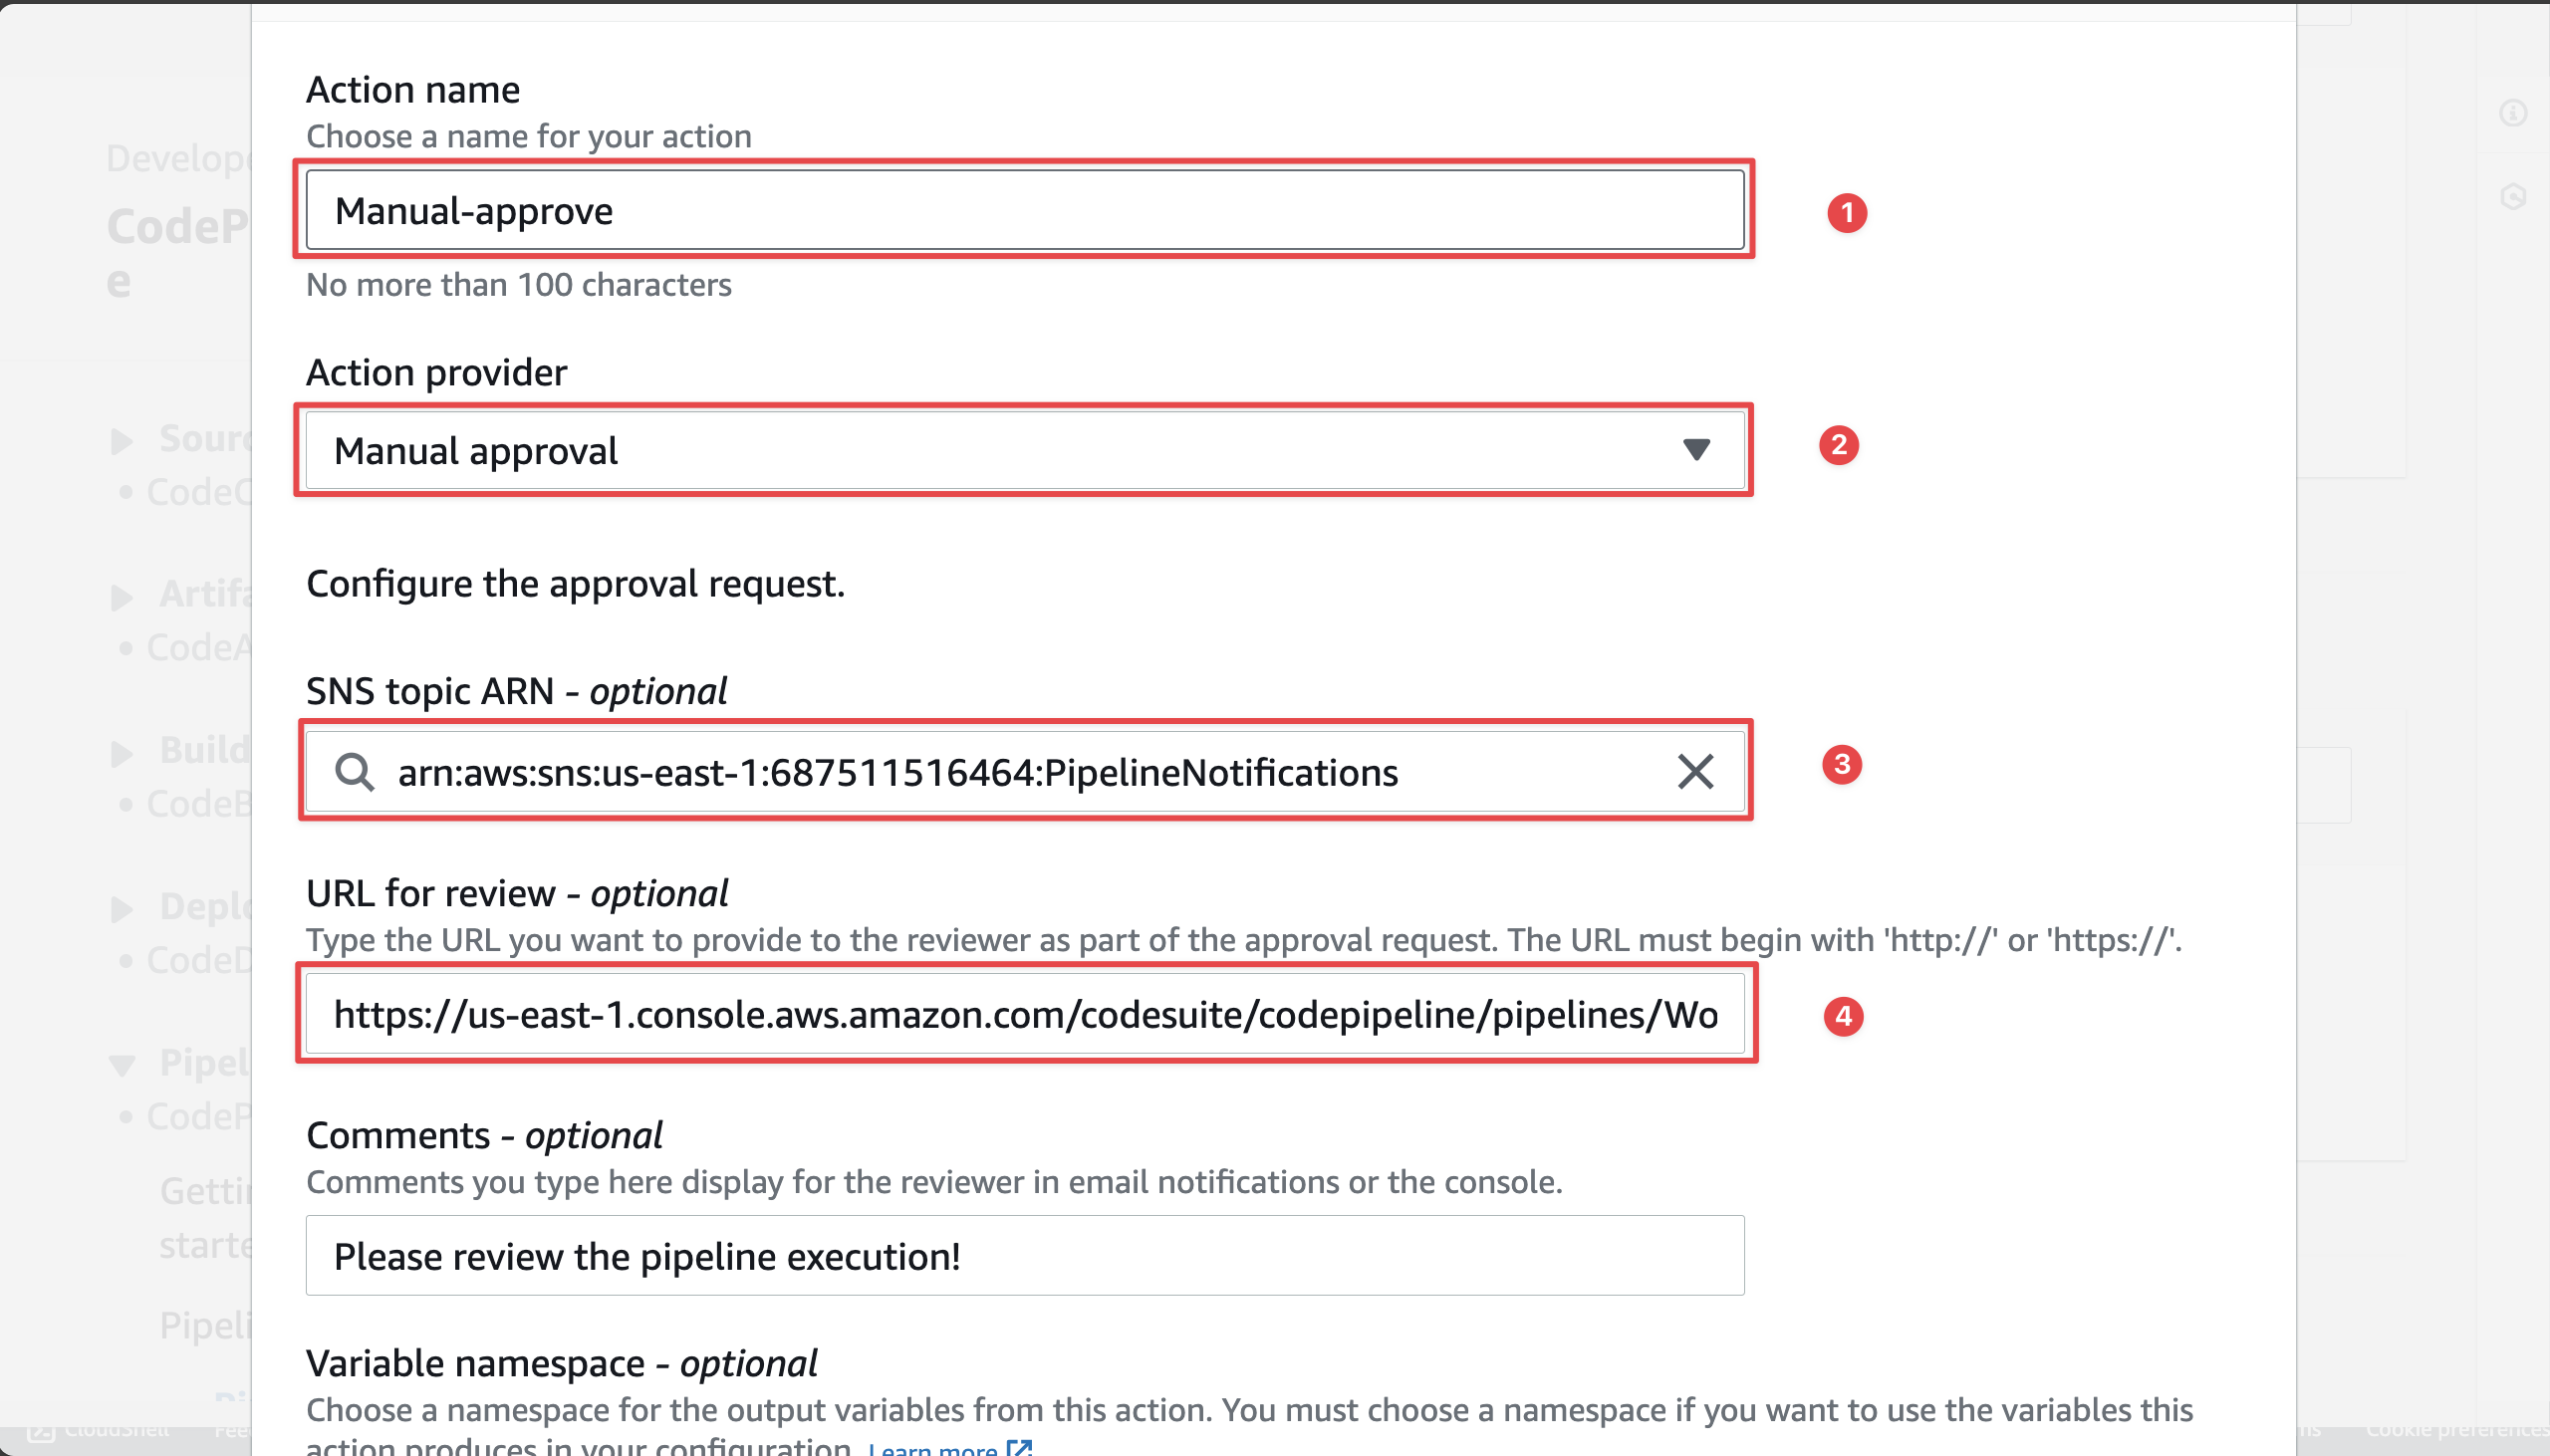 Action name
Choose a name for your action
Manual-approve
1
No more than 100 characters
Action provider
Manual approval
2
Configure the approval request.
SNS topic ARN - optional
arn:aws:sns:us-east-1:687511516464:PipelineNotifications
3
URL for review - optional
Type the URL you want to provide to the reviewer as part of the approval request. The URL must begin with 'http://' or 'https://'.
https://us-east-1.console.aws.amazon.com/codesuite/codepipeline/pipelines/Wo
4
Comments - optional
Comments you type here display for the reviewer in email notifications or the console.
Please review the pipeline execution!
Variable namespace - optional
Choose a namespace for the output variables from this action. You must choose a namespace if you want to use the variables this
action produces in your configuration. Learn more
Develope
CodeP
e
Sourc
CodeC
Artifa
CodeA
Build
CodeB
Deplo
CodeD
Pipel
CodeP
Gettin
starte
Pipeli
CloudShell
Fee
Cookie preferences